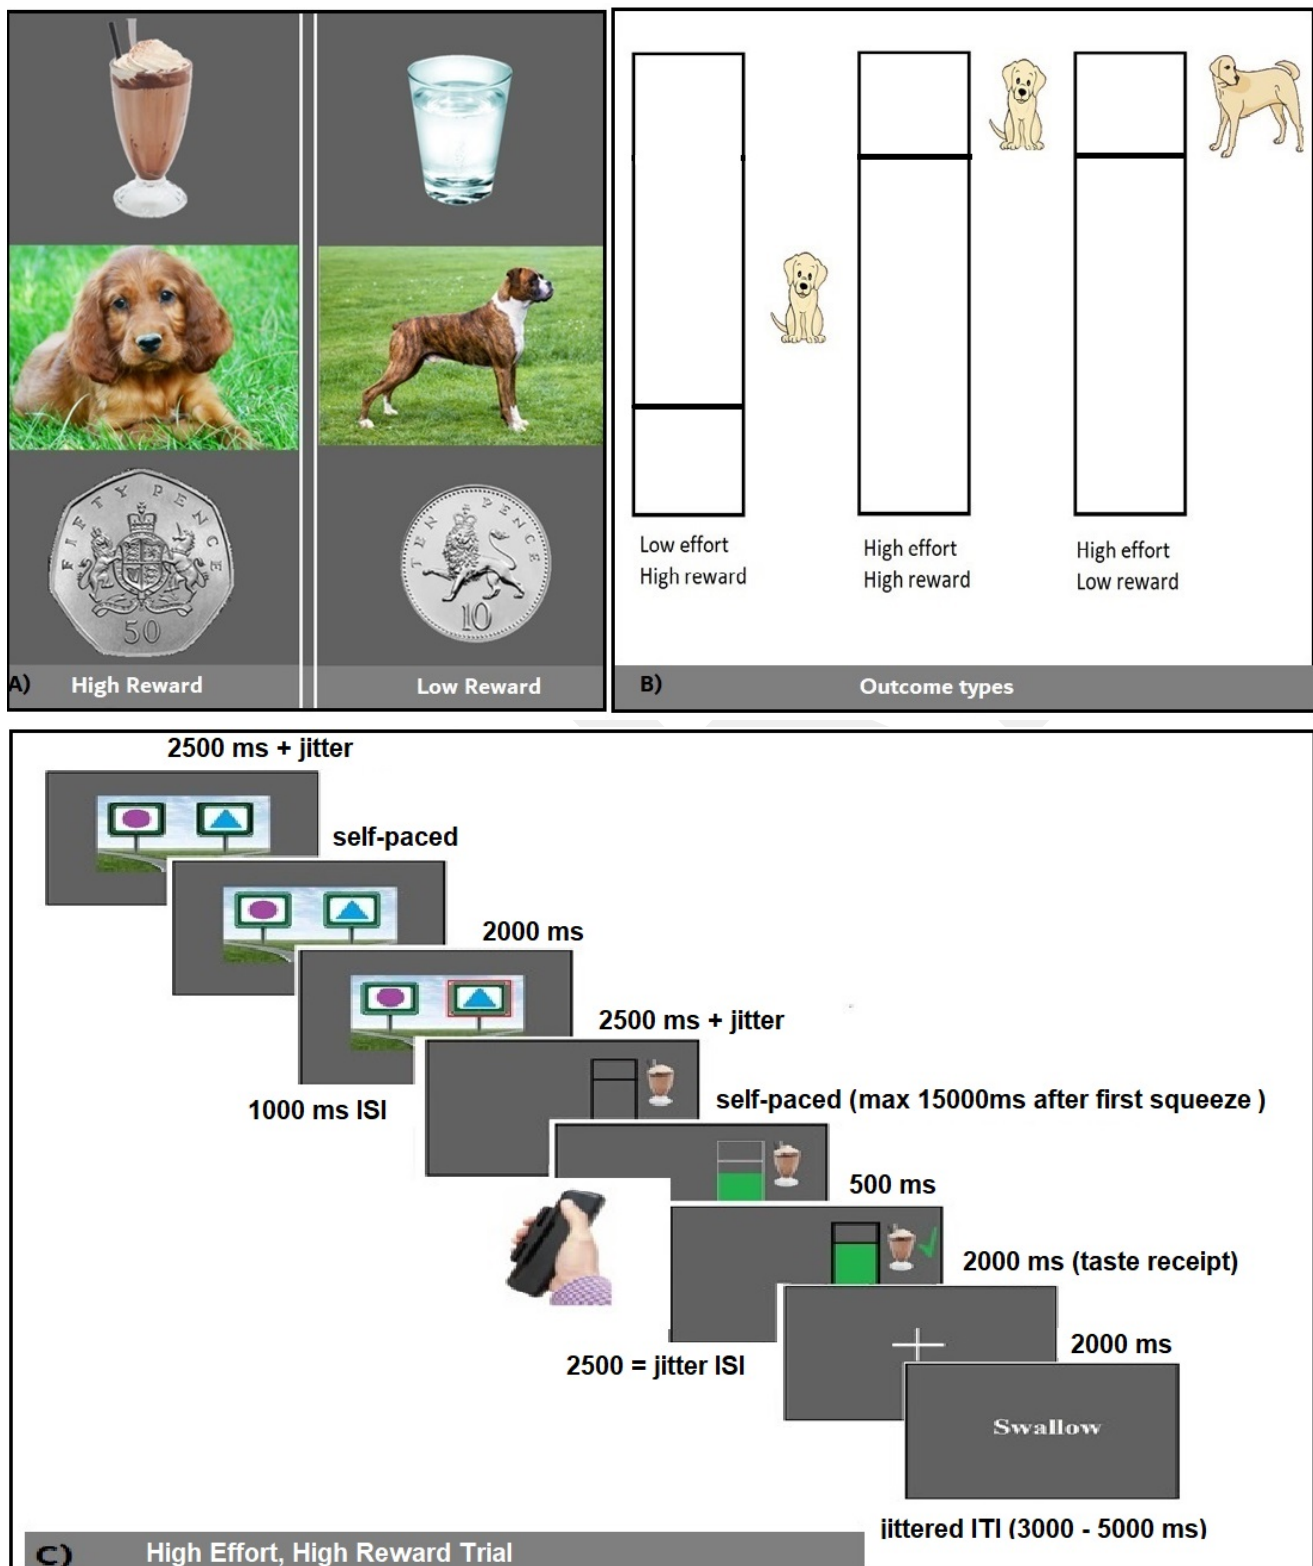 FIFTY PENCE
50
TEN PENCE
10
A) High Reward Low Reward
Low effort
High reward
High effort
High reward
High effort
Low reward
B) Outcome types
2500 ms + jitter
self-paced
2000 ms
2500 ms + jitter
1000 ms ISI
self-paced (max 15000ms after first squeeze )
500 ms
2000 ms (taste receipt)
2500 = jitter ISI
2000 ms
Swallow
jittered ITI (3000 - 5000 ms)
C) High Effort, High Reward Trial